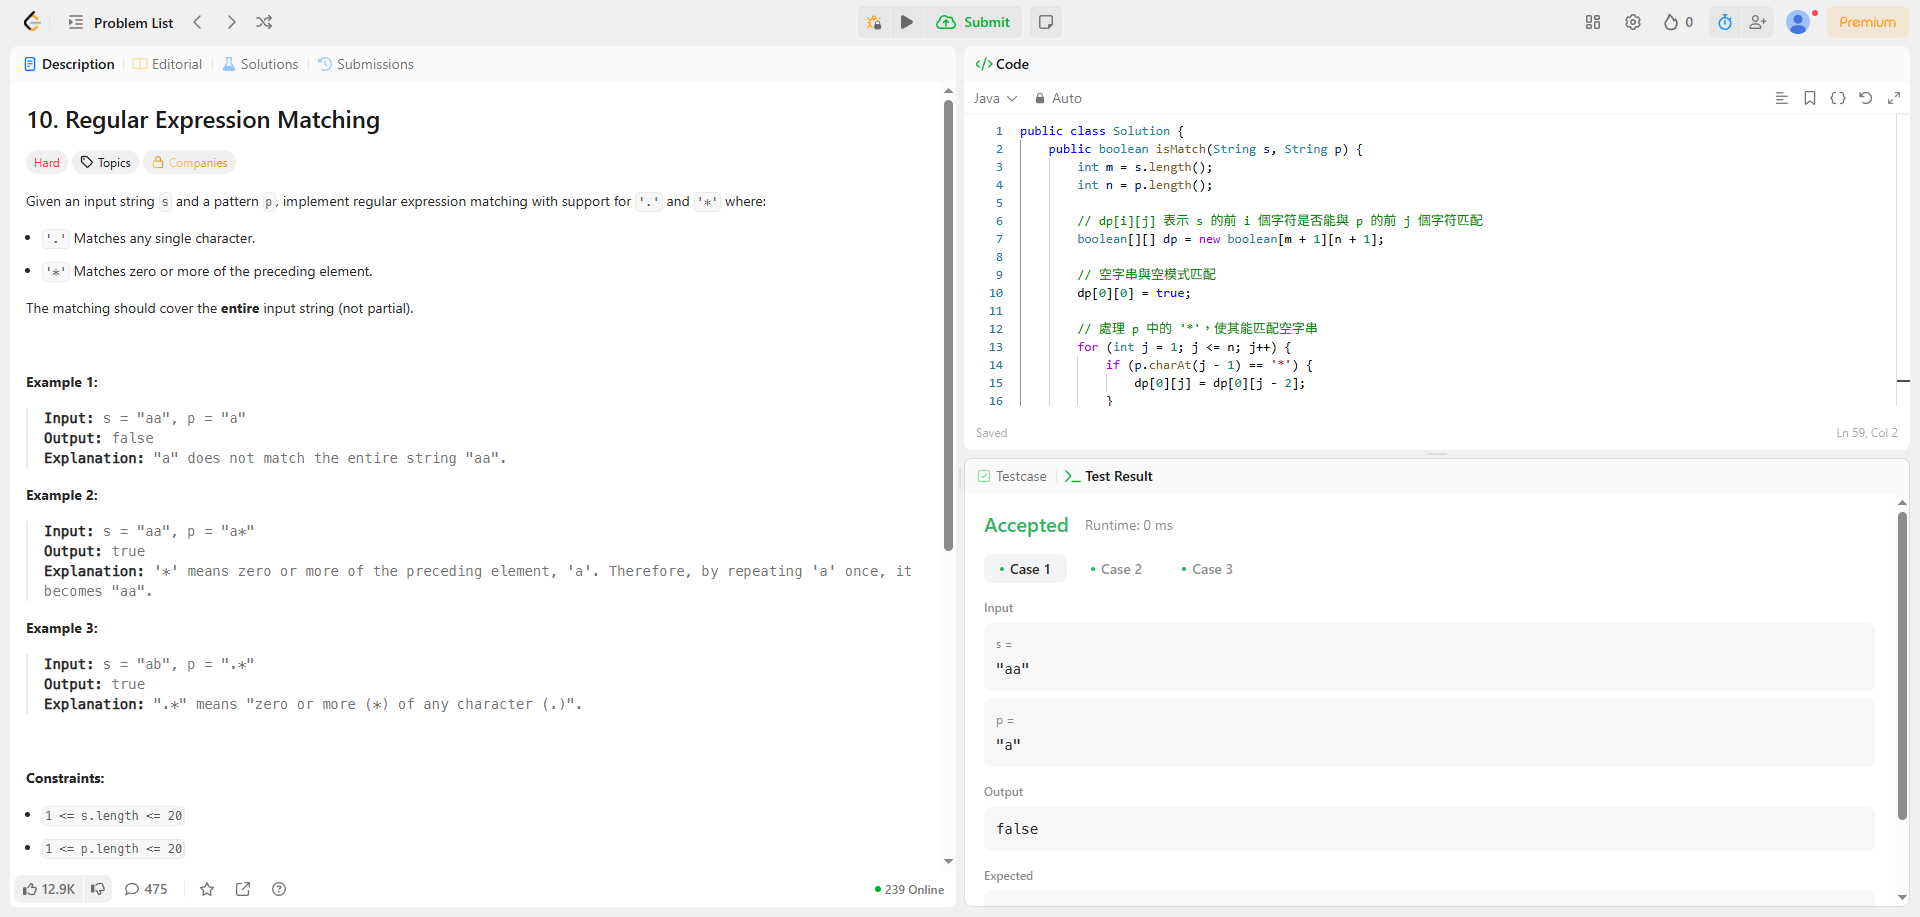 Problem List
Submit
0
Premium
Description
Editorial
Solutions
Submissions
10. Regular Expression Matching
Hard
Topics
Companies
Given an input string s and a pattern p, implement regular expression matching with support for '.' and '*' where:
'.' Matches any single character.
'*' Matches zero or more of the preceding element.
The matching should cover the entire input string (not partial).
Example 1:
Input: s = "aa", p = "a"
Output: false
Explanation: "a" does not match the entire string "aa".
Example 2:
Input: s = "aa", p = "a*"
Output: true
Explanation: '*' means zero or more of the preceding element, 'a'. Therefore, by repeating 'a' once, it
becomes "aa".
Example 3:
Input: s = "ab", p = ".*"
Output: true
Explanation: ".*" means "zero or more (*) of any character (.)".
Constraints:
1 <= s.length <= 20
1 <= p.length <= 20
12.9K
475
239 Online
</> Code
Java
Auto
1 public class Solution {
2 public boolean isMatch(String s, String p) {
3 int m = s.length();
4 int n = p.length();
5
6 // dp[i][j] 表示 s 的前 i 個字符是否能與 p 的前 j 個字符匹配
7 boolean[][] dp = new boolean[m + 1][n + 1];
8
9 // 空字串與空模式匹配
10 dp[0][0] = true;
11
12 // 處理 p 中的 '*'，使其能匹配空字串
13 for (int j = 1; j <= n; j++) {
14 if (p.charAt(j - 1) == '*') {
15 dp[0][j] = dp[0][j - 2];
16 }
Saved
Ln 59, Col 2
Testcase
Test Result
Accepted
Runtime: 0 ms
Case 1
Case 2
Case 3
Input
s =
"aa"
p =
"a"
Output
false
Expected